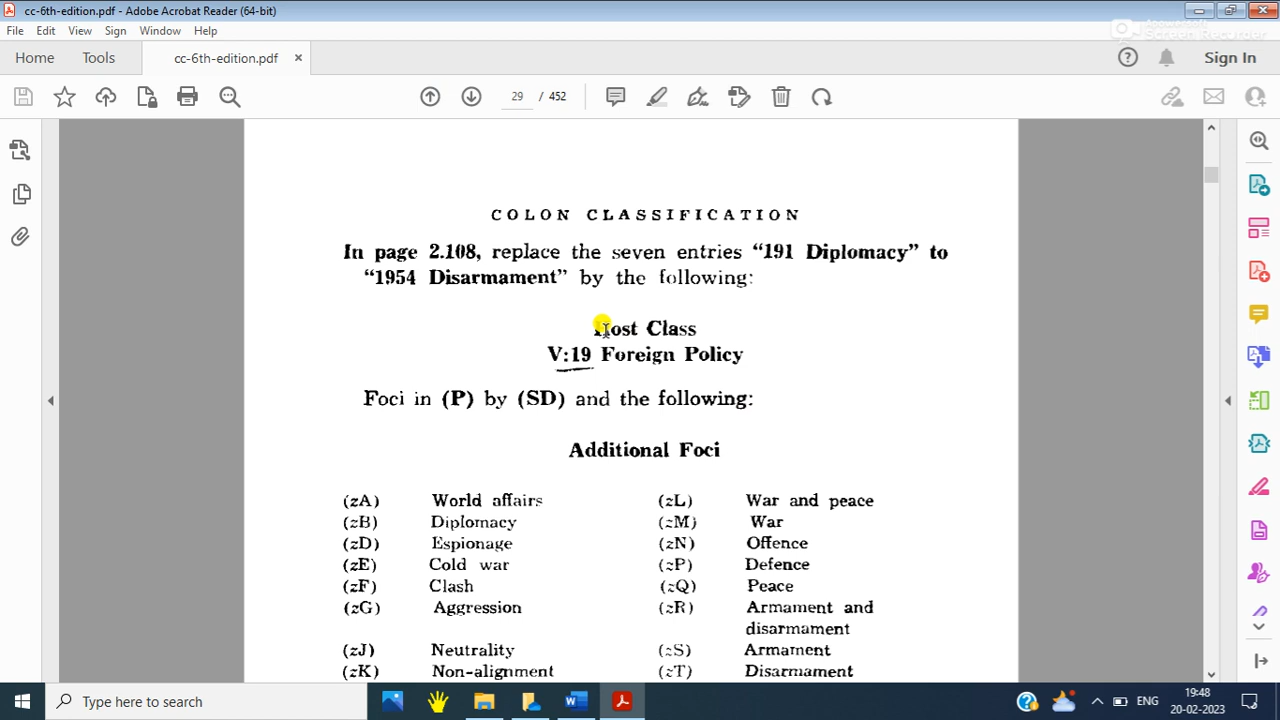 cc-6th-edition.pdf - Adobe Acrobat Reader (64-bit)
File Edit View Sign Window Help
Screen Recorder
Home Tools cc-6th-edition.pdf × Sign In
29 / 452
COLON CLASSIFICATION
In page 2.108, replace the seven entries “191 Diplomacy” to
“1954 Disarmament” by the following:
Host Class
V:19 Foreign Policy
Foci in (P) by (SD) and the following:
Additional Foci
(zA) World affairs (zL) War and peace
(zB) Diplomacy (zM) War
(zD) Espionage (zN) Offence
(zE) Cold war (zP) Defence
(zF) Clash (zQ) Peace
(zG) Aggression (zR) Armament and
disarmament
(zJ) Neutrality (zS) Armament
(zK) Non-alignment (zT) Disarmament
Type here to search
ENG
19:48
20-02-2023